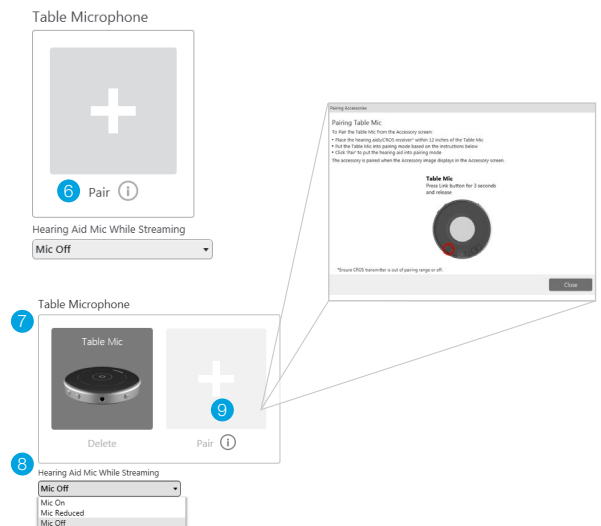 Table Microphone
6 Pair i
Hearing Aid Mic While Streaming
Mic Off
Pairing Accessories
Pairing Table Mic
To Pair the Table Mic from the Accessory screen:
• Place the hearing aids/CROS receiver* within 12 inches of the Table Mic
• Put the Table Mic into pairing mode based on the instructions below
• Click 'Pair' to put the hearing aid into pairing mode
The accessory is paired when the Accessory image displays in the Accessory screen.
Table Mic
Press Link button for 3 seconds
and release
*Ensure CROS transmitter is out of pairing range or off.
Close
Table Microphone
7
Table Mic
9
Delete
Pair i
8
Hearing Aid Mic While Streaming
Mic Off
Mic On
Mic Reduced
Mic Off